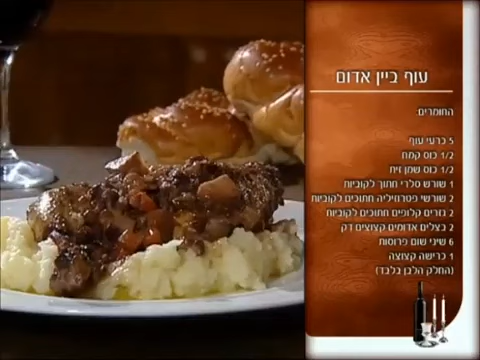 עוף ביין אדום
החומרים:
5 כרעי עוף
1/2 כוס קמח
1/2 כוס שמן זית
1 שורש סלרי חתוך לקוביות
2 שורשי פטרוזיליה חתוכים לקוביות
2 גזרים קלופים חתוכים לקוביות
2 בצלים אדומים קצוצים דק
6 שיני שום פרוסות
1 כרישה קצוצה
(החלק הלבן בלבד)